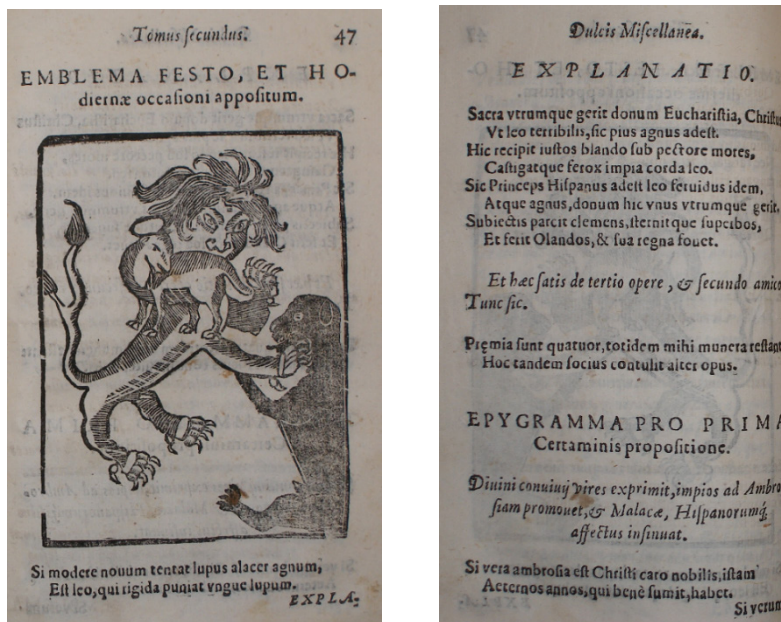 Tomus secundus.
47
EMBLEMA FESTO, ET HO-
diernæ occasioni appositum.
Si modere nouum tentat lupus alacer agnum,
Est leo, qui rigida puniat vngue lupum.
EXPLA-
Dulcis Miscellanea.
EXPLANATIO.
Sacra vtrumque gerit donum Eucharistia, Christus
Vt leo terribilis, sic pius agnus adest.
Hic recipit iustos blando sub pectore mores,
Castigatque ferox impia corda leo.
Sic Princeps Hispanus adest leo feruidus idem,
Atque agnus, donum hic vnus vtrumque gerit.
Subiectis parcit clemens, sternitque superbos,
Et ferit Olandos, & sua regna fouet.
Et hæc satis de tertio opere, & secundo amico
Tunc sic.
Pręmia sunt quatuor, totidem mihi munera restant
Hoc tandem socius contulit alter opus.
EPYGRAMMA PRO PRIMA
Certaminis propositione.
Diuini conuiuij vires exprimit, impios ad Ambro
siam promouet, & Malacæ, Hispanorumq́;
affectus insinuat.
Si vera ambrosia est Christi caro nobilis, istam
Aeternos annos, qui benè sumit, habet.
Si verum